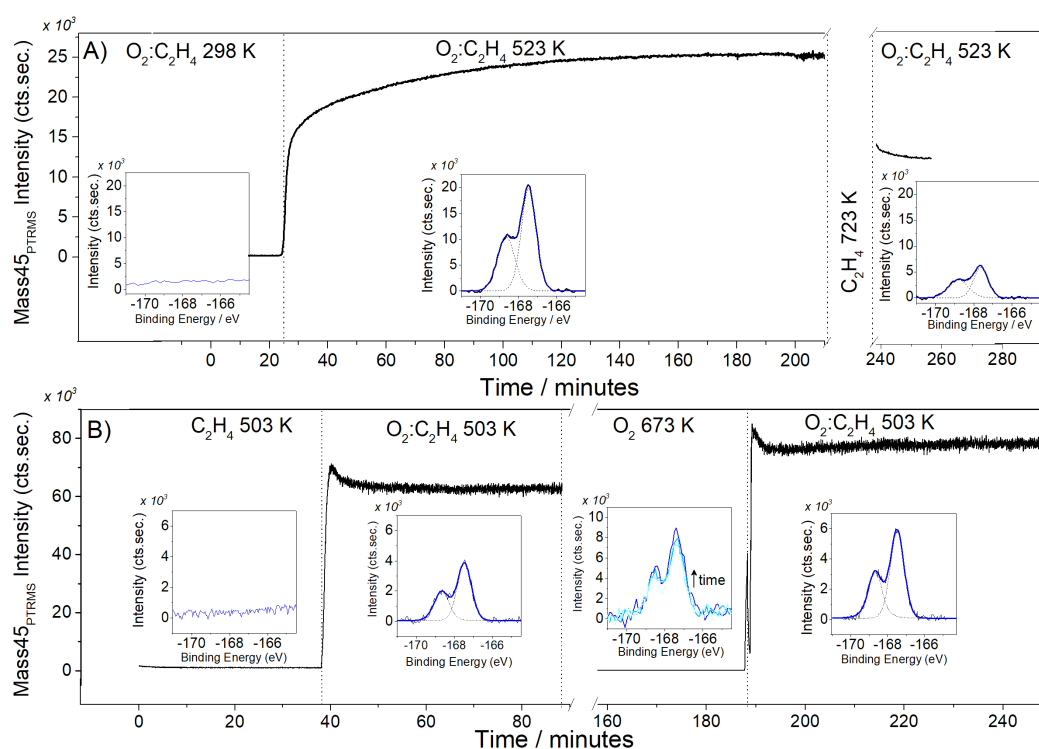 x 10³
A)
O₂:C₂H₄ 298 K
O₂:C₂H₄ 523 K
O₂:C₂H₄ 523 K
C₂H₄ 723 K
Mass45PTRMS Intensity (cts.sec.)
25
20
15
10
5
0
x 10³
Intensity (cts.sec.)
20
15
10
5
0
-170 -168 -166
Binding Energy / eV
x 10³
Intensity (cts.sec.)
20
15
10
5
0
-170 -168 -166
Binding Energy / eV
x 10³
Intensity (cts.sec.)
20
15
10
5
0
-170 -168 -166
Binding Energy / eV
0 20 40 60 80 100 120 140 160 180 200
240 260 280
Time / minutes
x 10³
B)
C₂H₄ 503 K
O₂:C₂H₄ 503 K
O₂ 673 K
O₂:C₂H₄ 503 K
Mass45PTRMS Intensity (cts.sec.)
80
60
40
20
0
x 10³
Intensity (cts.sec.)
6
4
2
0
-170 -168 -166
Binding Energy (eV)
x 10³
Intensity (cts.sec.)
6
4
2
0
-170 -168 -166
Binding Energy (eV)
x 10³
Intensity (cts.sec.)
10
8
6
4
2
0
time
-170 -168 -166
Binding Energy (eV)
x 10³
Intensity (cts.sec.)
6
4
2
0
-170 -168 -166
Binding Energy (eV)
0 20 40 60 80
160 180 200 220 240
Time / minutes